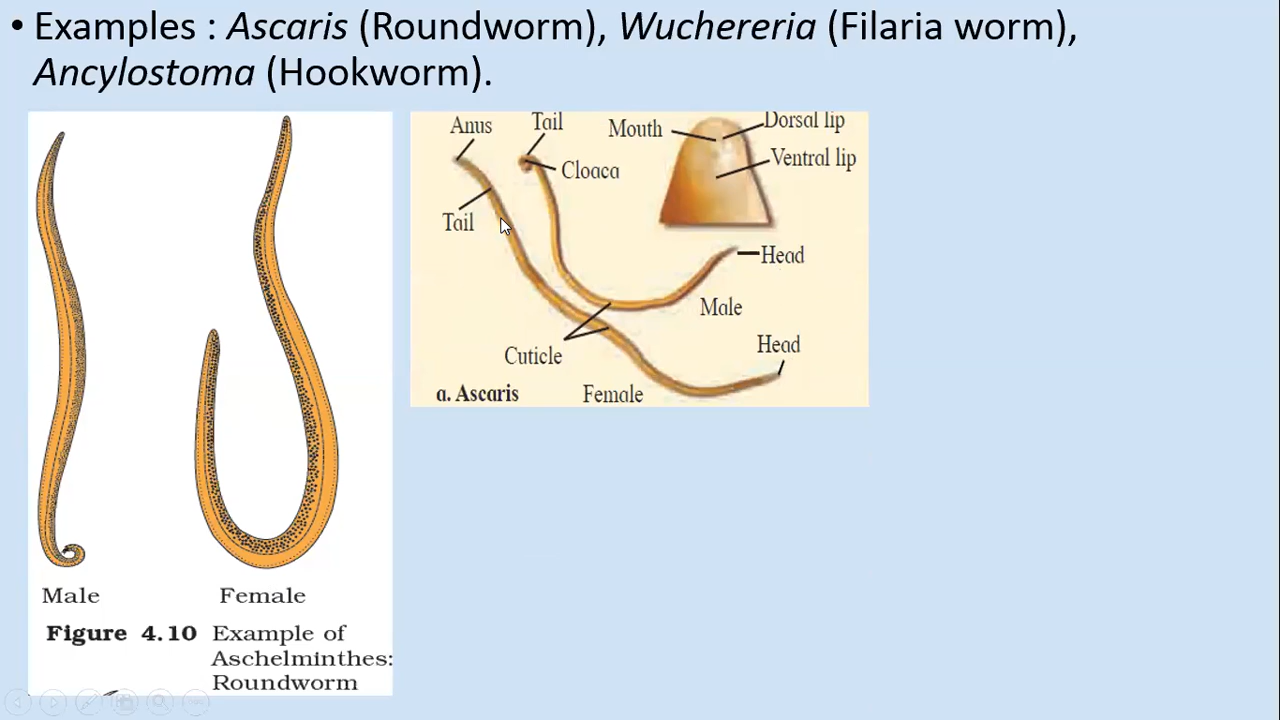 • Examples : Ascaris (Roundworm), Wuchereria (Filaria worm),
Ancylostoma (Hookworm).
Male
Female
Figure 4.10 Example of
Aschelminthes:
Roundworm
Anus
Tail
Mouth
Dorsal lip
Cloaca
Ventral lip
Tail
Head
Male
Cuticle
Head
a. Ascaris
Female